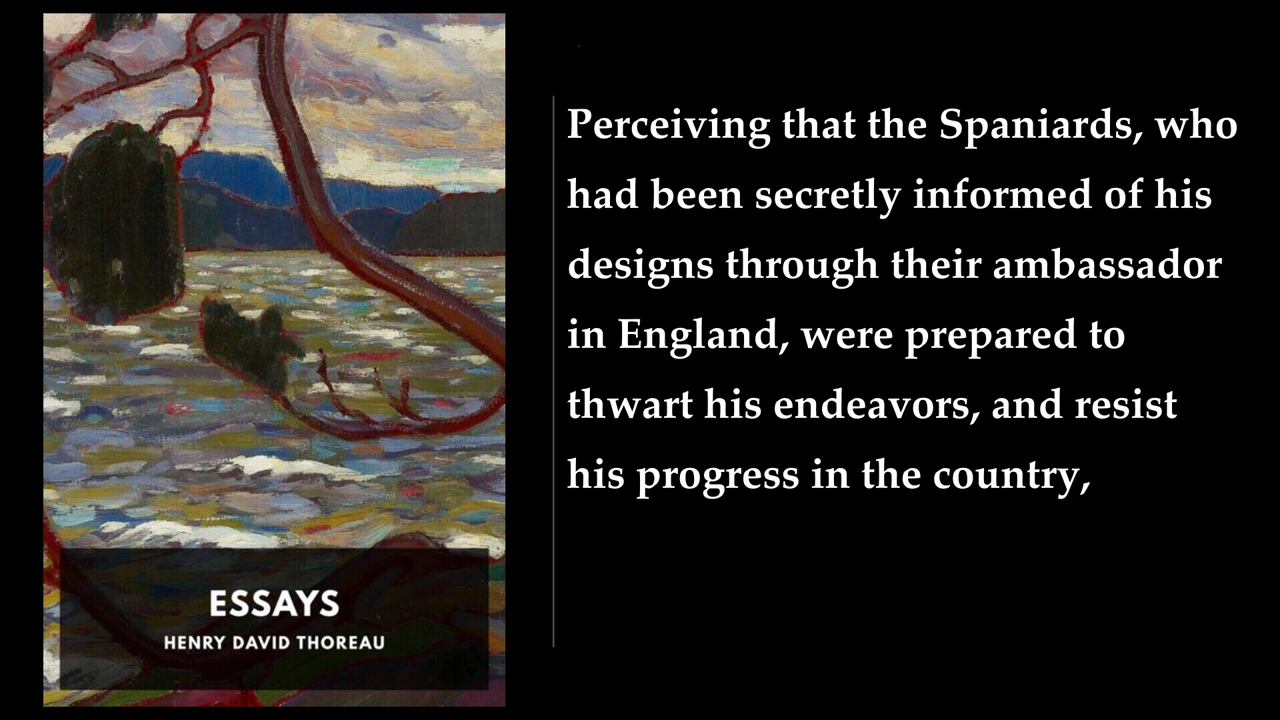 Perceiving that the Spaniards, who
had been secretly informed of his
designs through their ambassador
in England, were prepared to
thwart his endeavors, and resist
his progress in the country,
ESSAYS
HENRY DAVID THOREAU